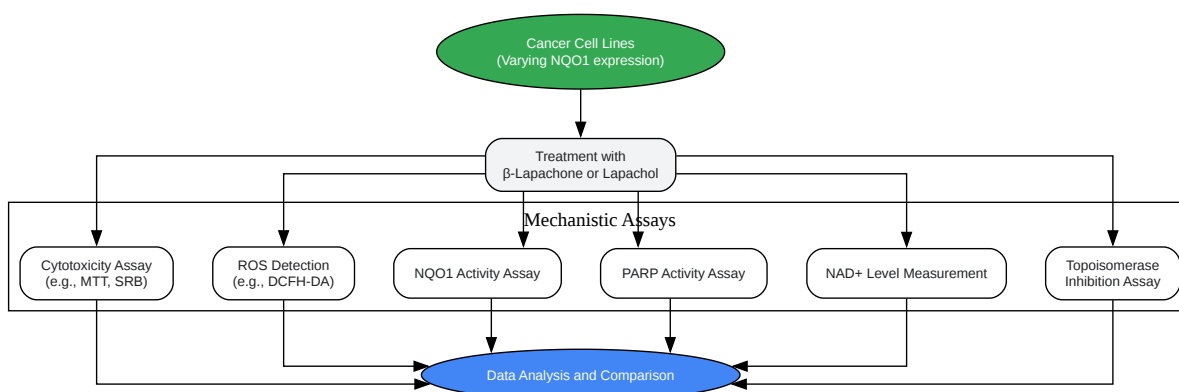 Cancer Cell Lines
(Varying NQO1 expression)
Treatment with
β-Lapachone or Lapachol
Mechanistic Assays
Cytotoxicity Assay
(e.g., MTT, SRB)
ROS Detection
(e.g., DCFH-DA)
NQO1 Activity Assay
PARP Activity Assay
NAD+ Level Measurement
Topoisomerase
Inhibition Assay
Data Analysis and Comparison